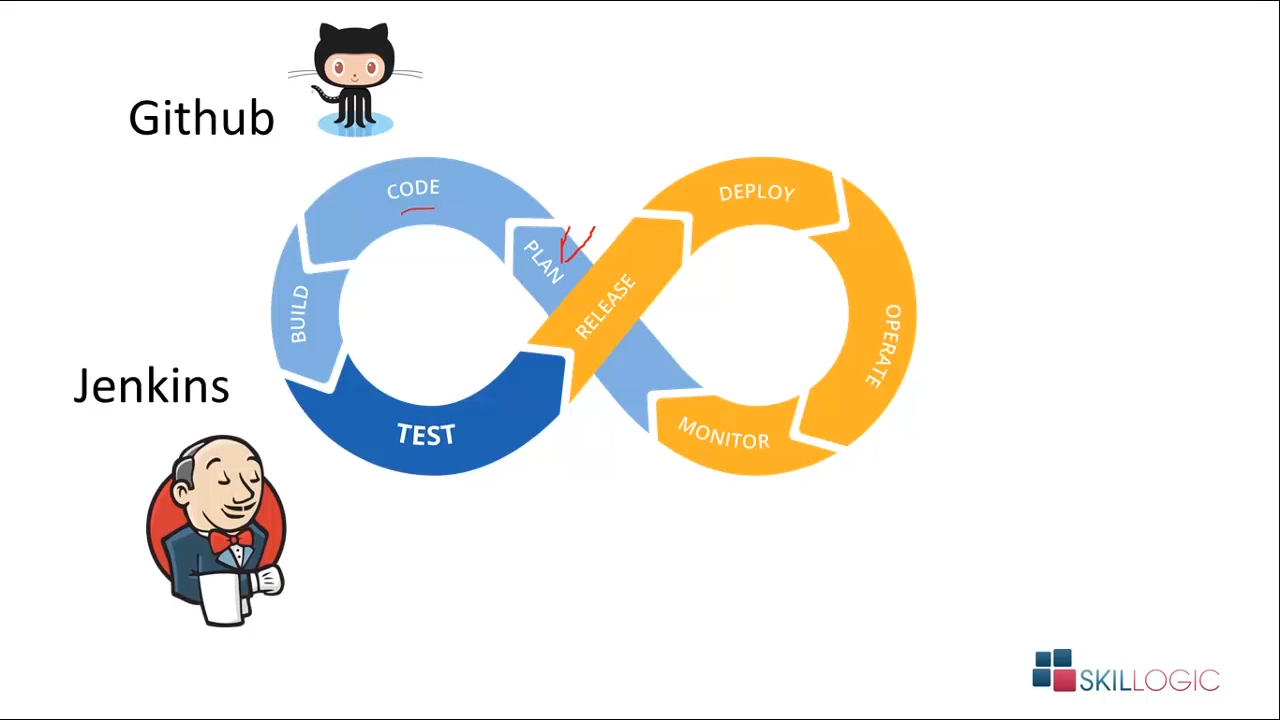 Github
CODE
DEPLOY
PLAN
RELEASE
BUILD
OPERATE
Jenkins
TEST
MONITOR
SKILLOGIC